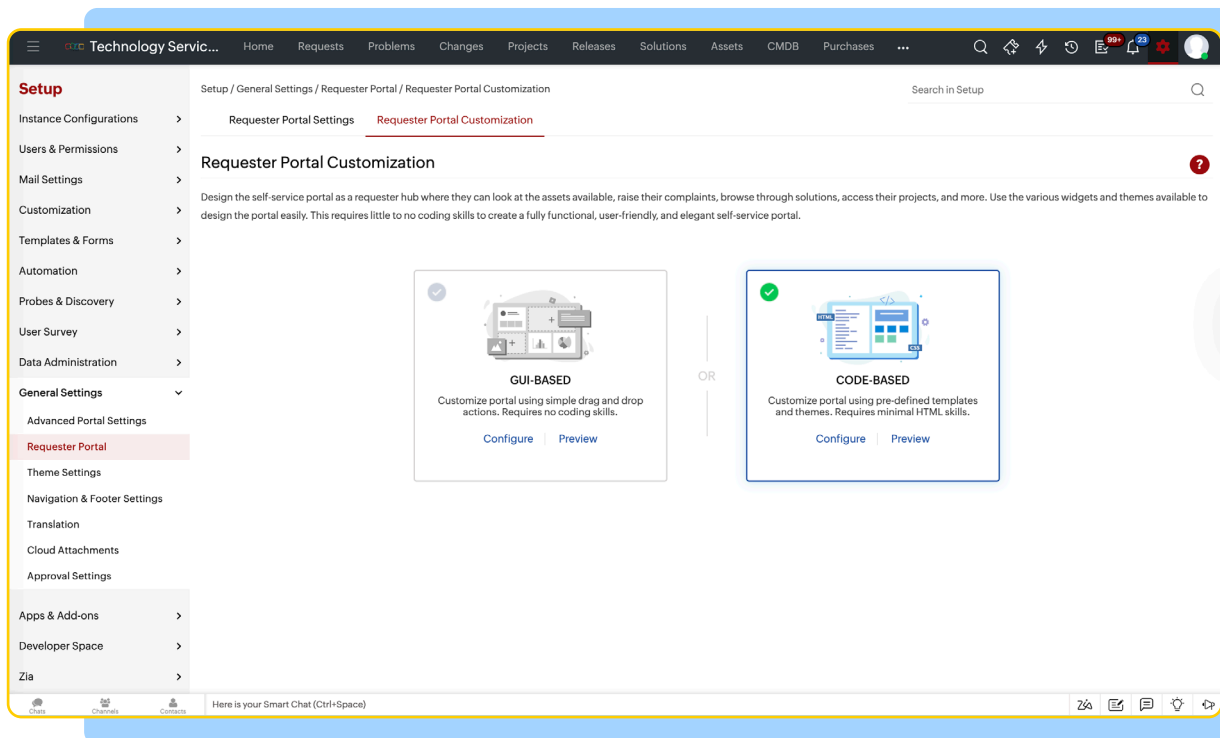 Technology Servic...
Home Requests Problems Changes Projects Releases Solutions Assets CMDB Purchases ...
99+
23
Setup
Instance Configurations
Users & Permissions
Mail Settings
Customization
Templates & Forms
Automation
Probes & Discovery
User Survey
Data Administration
General Settings
Advanced Portal Settings
Requester Portal
Theme Settings
Navigation & Footer Settings
Translation
Cloud Attachments
Approval Settings
Apps & Add-ons
Developer Space
Zia
Setup / General Settings / Requester Portal / Requester Portal Customization
Search in Setup
Requester Portal Settings Requester Portal Customization
Requester Portal Customization
?
Design the self-service portal as a requester hub where they can look at the assets available, raise their complaints, browse through solutions, access their projects, and more. Use the various widgets and themes available to
design the portal easily. This requires little to no coding skills to create a fully functional, user-friendly, and elegant self-service portal.
GUI-BASED
Customize portal using simple drag and drop
actions. Requires no coding skills.
Configure Preview
OR
</>
HTML
CSS
CODE-BASED
Customize portal using pre-defined templates
and themes. Requires minimal HTML skills.
Configure Preview
Chats Channels Contacts
Here is your Smart Chat (Ctrl+Space)